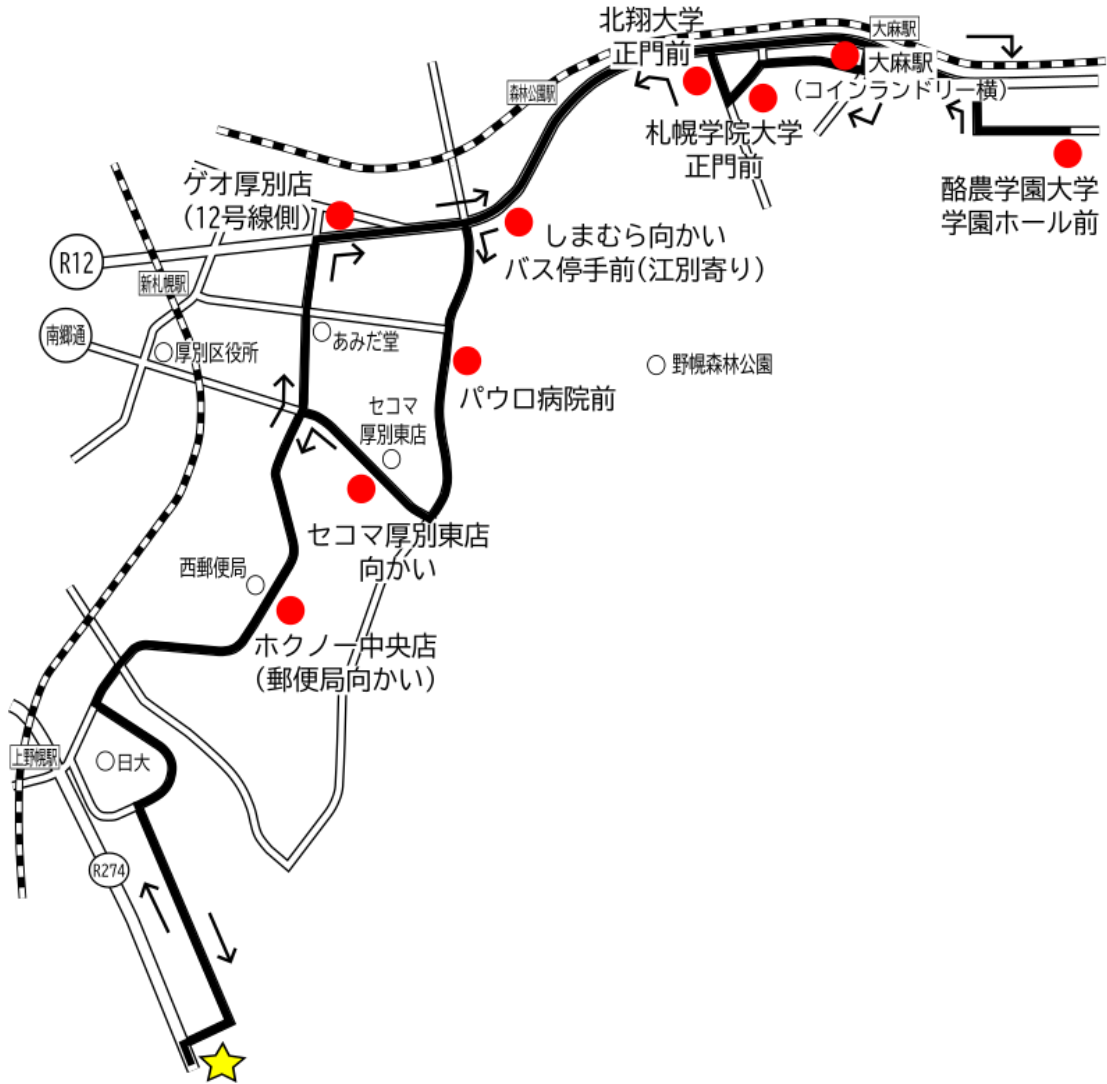 北翔大学
正門前
大麻駅
大麻駅
（コインランドリー横）
森林公園駅
札幌学院大学
正門前
酪農学園大学
学園ホール前
ゲオ厚別店
（12号線側）
しまむら向かい
バス停手前（江別寄り）
R12
新札幌駅
南郷通
厚別区役所
あみだ堂
野幌森林公園
パウロ病院前
セコマ
厚別東店
セコマ厚別東店
向かい
西郵便局
ホクノー中央店
（郵便局向かい）
上野幌駅
日大
R274